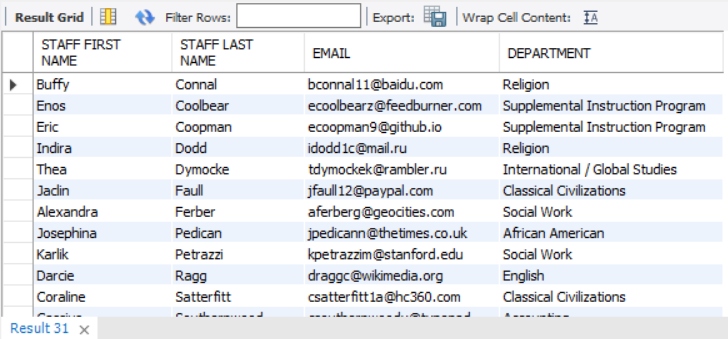 Result Grid Filter Rows: Export: Wrap Cell Content: IA
STAFF FIRST NAME STAFF LAST NAME EMAIL DEPARTMENT
Buffy Connal bconnal11@baidu.com Religion
Enos Coolbear ecoolbearz@feedburner.com Supplemental Instruction Program
Eric Coopman ecoopman9@github.io Supplemental Instruction Program
Indira Dodd idodd1c@mail.ru Religion
Thea Dymocke tdymockek@rambler.ru International / Global Studies
Jaclin Faull jfaull12@paypal.com Classical Civilizations
Alexandra Ferber aferberg@geocities.com Social Work
Josephina Pedican jpedicann@thetimes.co.uk African American
Karlik Petrazzi kpetrazzim@stanford.edu Social Work
Darcie Ragg draggc@wikimedia.org English
Coraline Satterfitt csatterfitt1a@hc360.com Classical Civilizations
Result 31